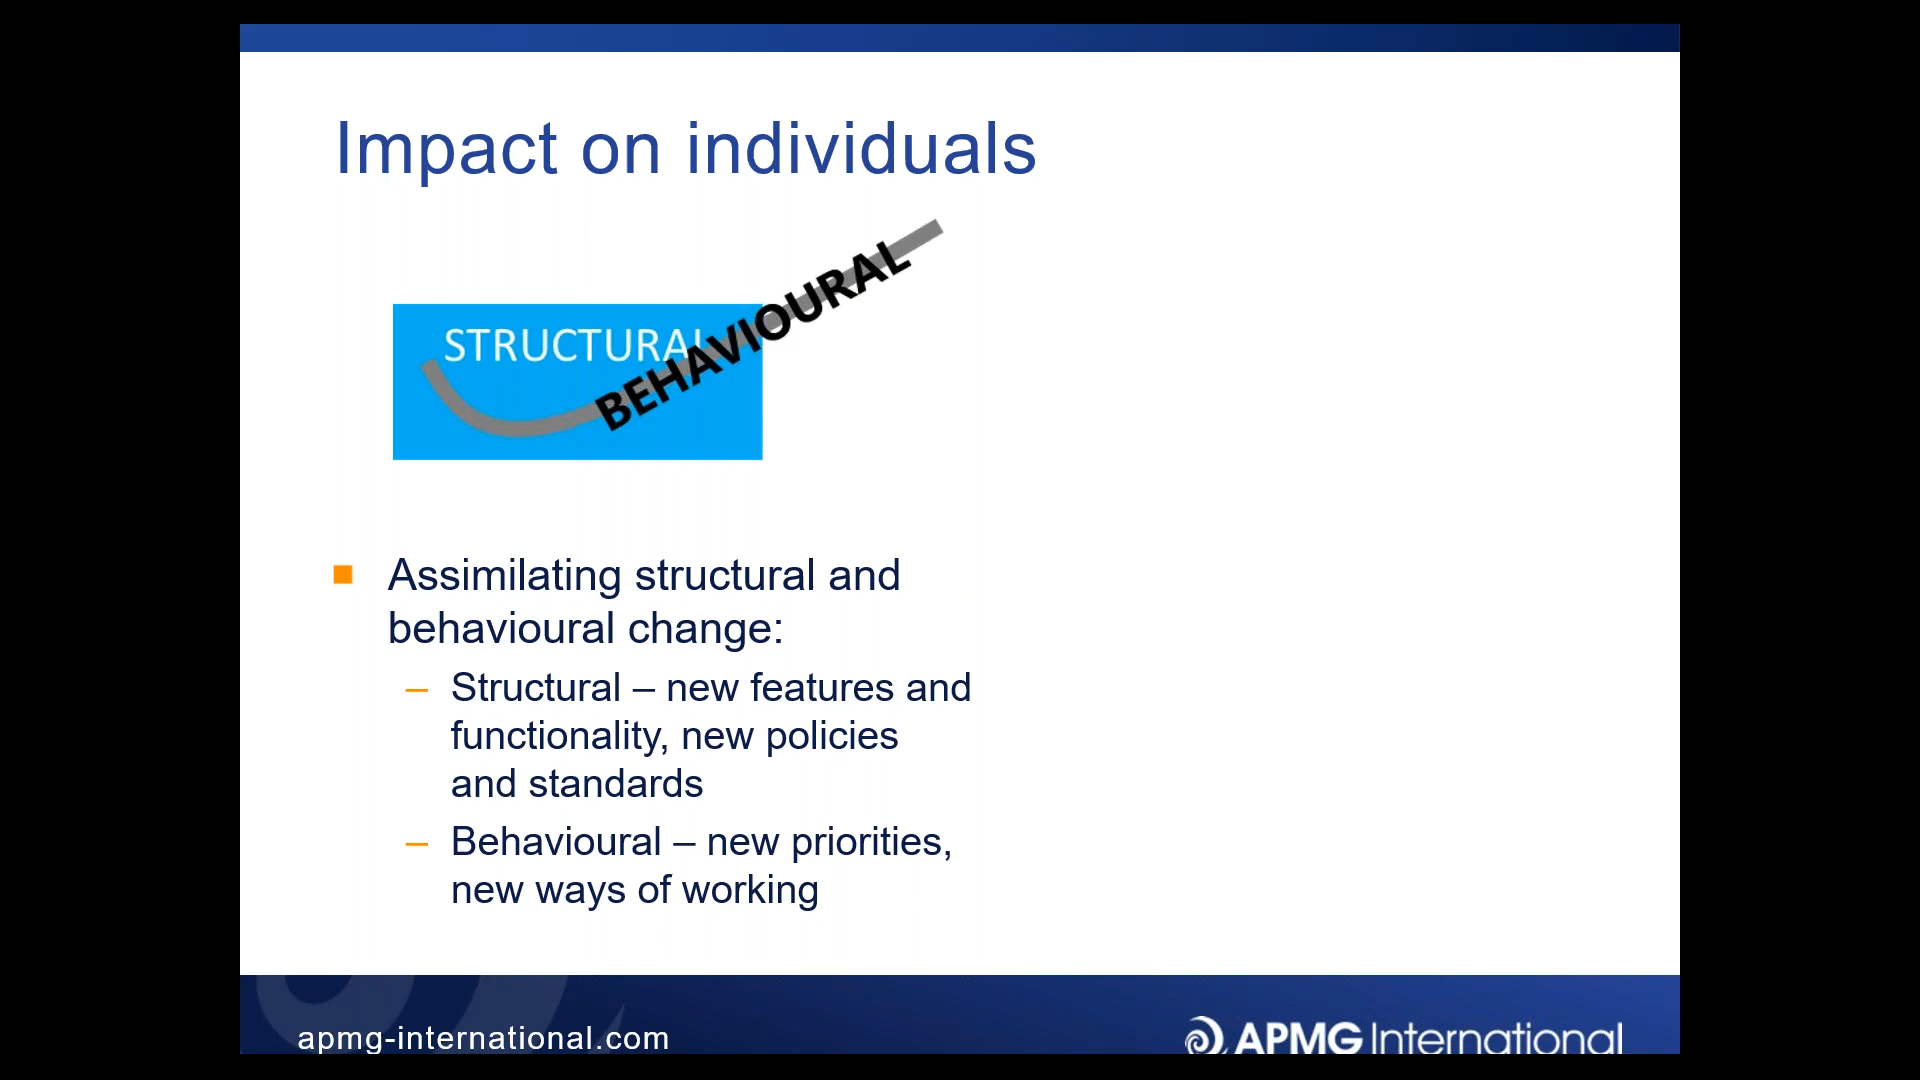 Impact on individuals
STRUCTURAL
BEHAVIOURAL
Assimilating structural and
behavioural change:
– Structural – new features and
functionality, new policies
and standards
– Behavioural – new priorities,
new ways of working
apmg-international.com
APMG International